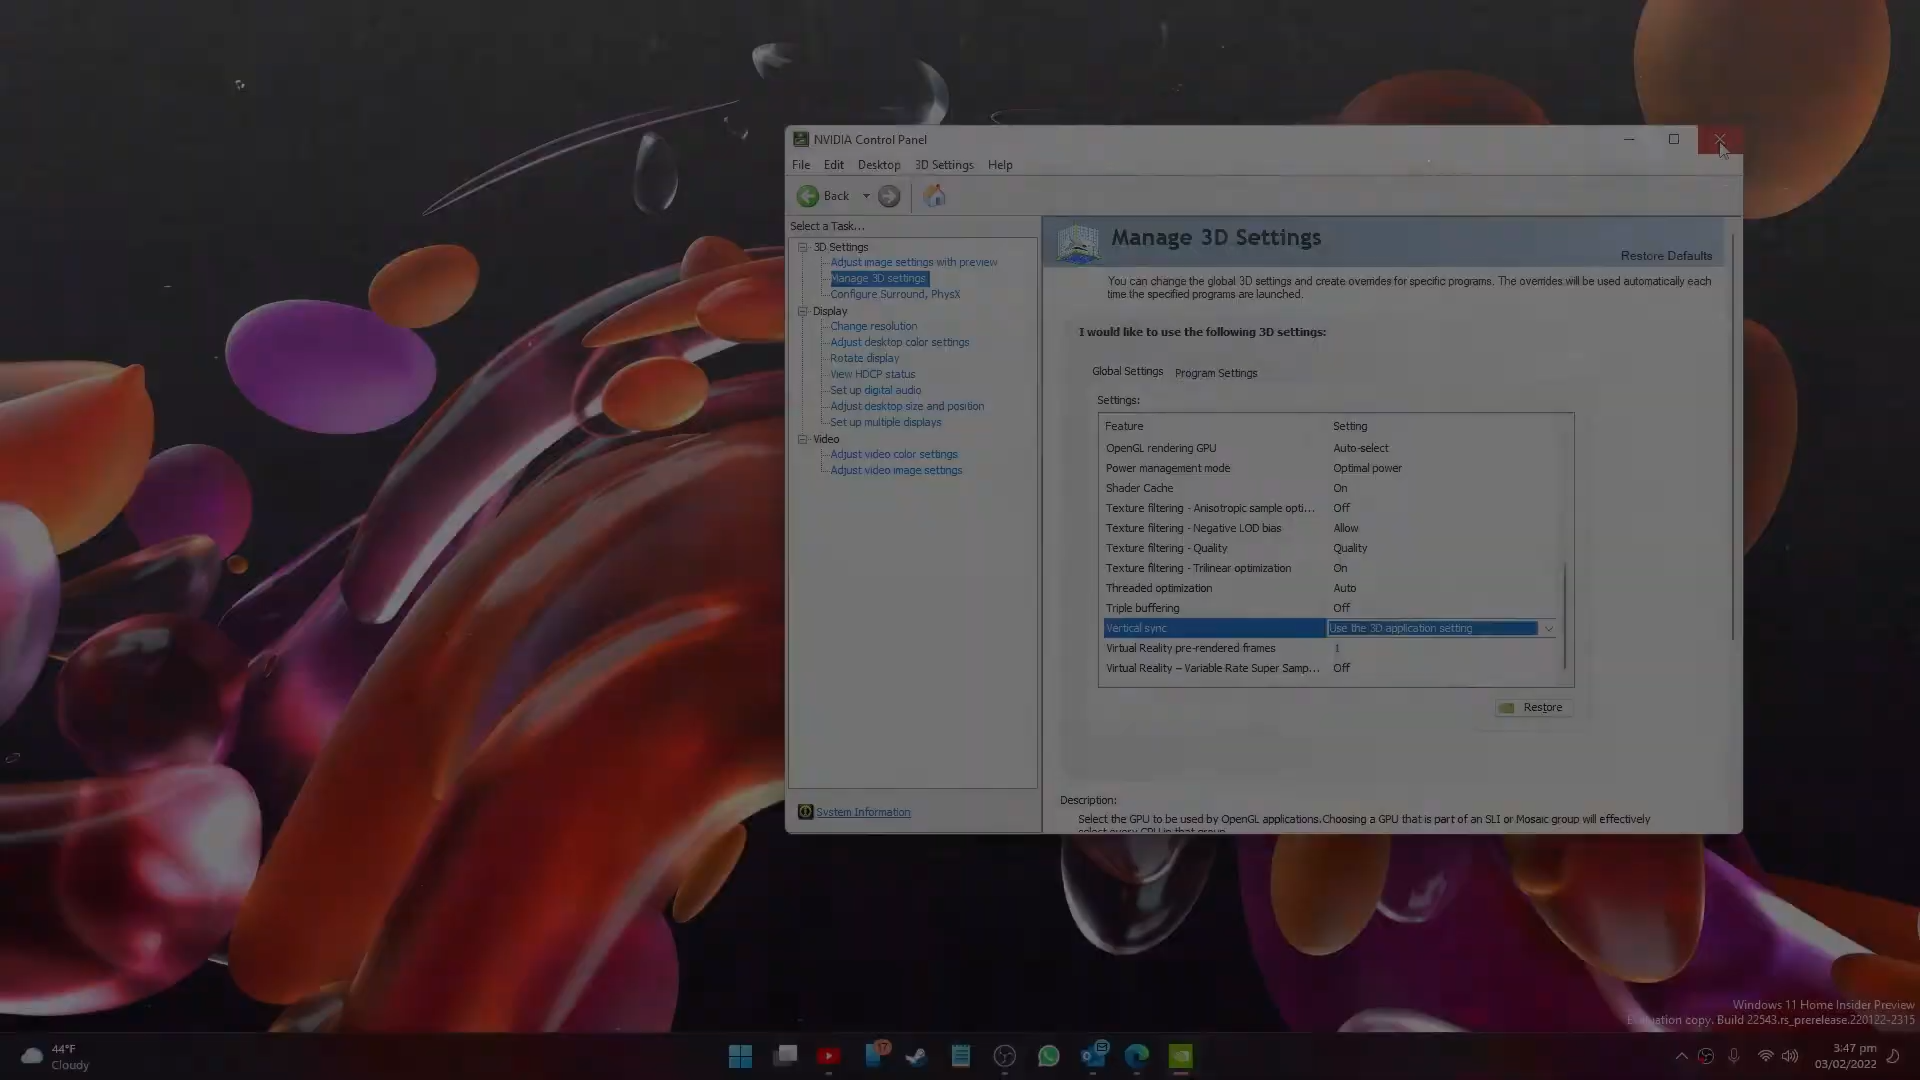 NVIDIA Control Panel
File Edit Desktop 3D Settings Help
Back
Select a Task...
3D Settings
Adjust image settings with preview
Manage 3D settings
Configure Surround, PhysX
Display
Change resolution
Adjust desktop color settings
Rotate display
View HDCP status
Set up digital audio
Adjust desktop size and position
Set up multiple displays
Video
Adjust video color settings
Adjust video image settings
System Information
Manage 3D Settings
Restore Defaults
You can change the global 3D settings and create overrides for specific programs. The overrides will be used automatically each
time the specified programs are launched.
I would like to use the following 3D settings:
Global Settings Program Settings
Settings:
Feature Setting
OpenGL rendering GPU Auto-select
Power management mode Optimal power
Shader Cache On
Texture filtering - Anisotropic sample opti... Off
Texture filtering - Negative LOD bias Allow
Texture filtering - Quality Quality
Texture filtering - Trilinear optimization On
Threaded optimization Auto
Triple buffering Off
Vertical sync Use the 3D application setting
Virtual Reality pre-rendered frames 1
Virtual Reality – Variable Rate Super Samp... Off
Restore
Description:
Select the GPU to be used by OpenGL applications.Choosing a GPU that is part of an SLI or Mosaic group will effectively
select every GPU in that group.
Windows 11 Home Insider Preview
Evaluation copy. Build 22543.rs_prerelease.220122-2315
44°F
Cloudy
17
3:47 pm
03/02/2022